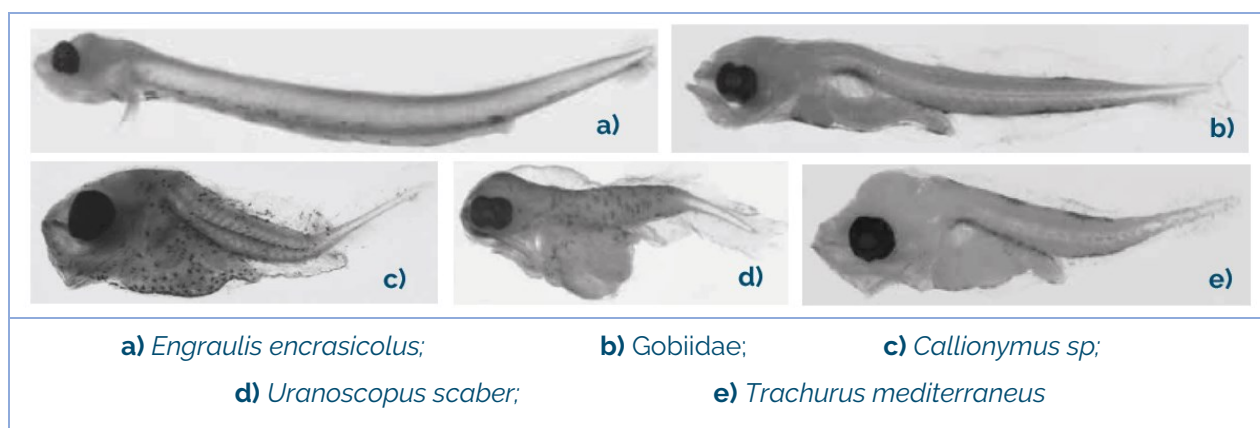 a)
b)
c)
d)
e)
a) Engraulis encrasicolus; b) Gobiidae; c) Callionymus sp;
d) Uranoscopus scaber; e) Trachurus mediterraneus